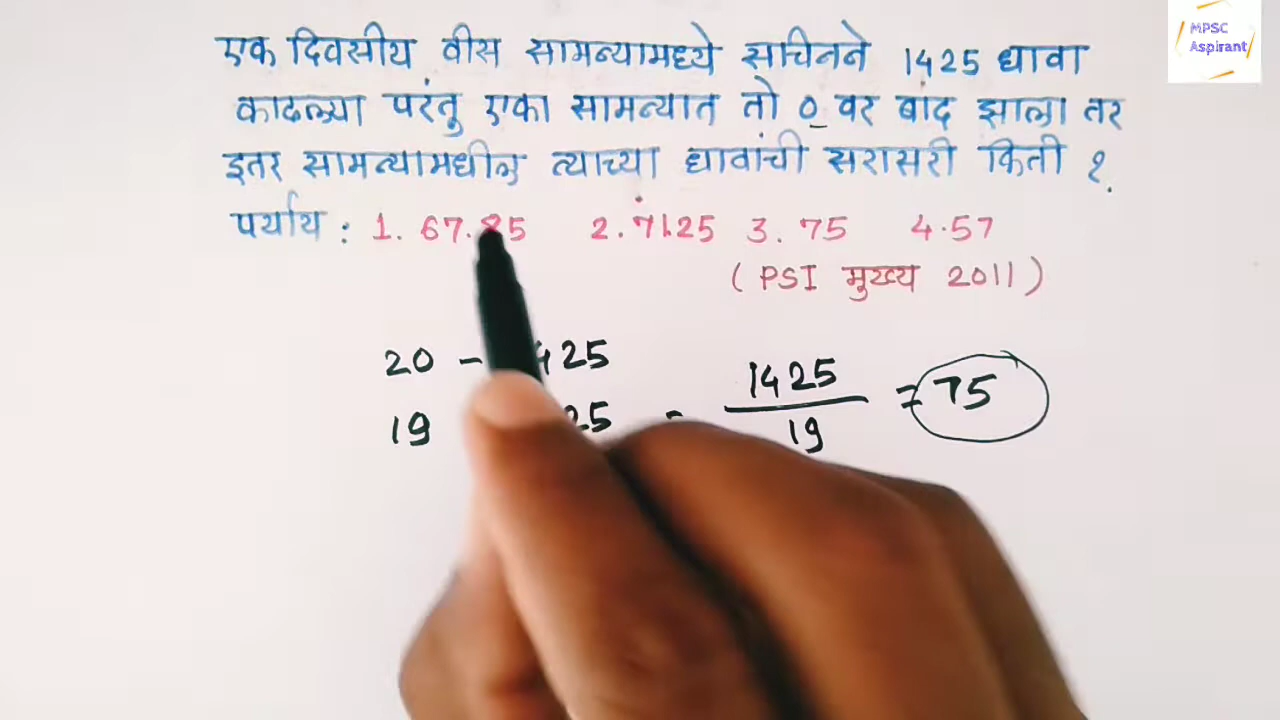 MPSC
Aspirant
एक दिवसीय वीस सामन्यामध्ये सचिनने 1425 धावा
काढल्या परंतु एका सामन्यात तो 0 वर बाद झाला तर
इतर सामन्यामधील त्याच्या धावांची सरासरी किती ?
पर्याय : 1. 67.85 2. 71.25 3. 75 4. 57
(PSI मुख्य 2011)
20 - 425
19 25 - 1425/19 = 75